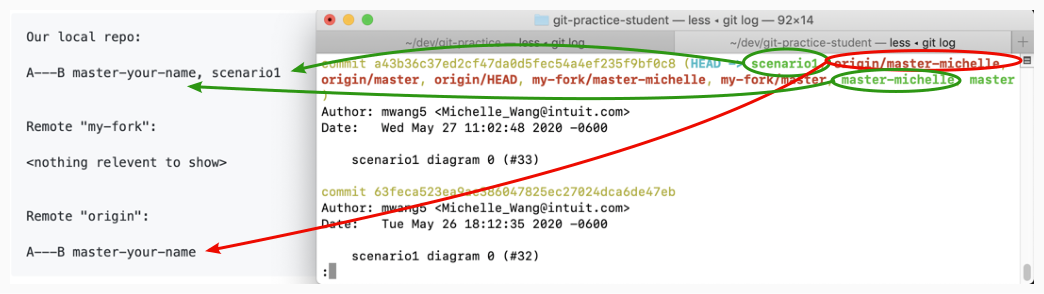 Our local repo:
A---B master-your-name, scenario1
Remote "my-fork":
<nothing relevent to show>
Remote "origin":
A---B master-your-name
git-practice-student — less ◂ git log — 92×14
~/dev/git-practice-student — less ◂ git log
~/dev/git-practice-student — less ◂ git log
+
commit a43b36c37ed2cf47da0d5fec54a4ef235f9bf0c8 (HEAD -> scenario1, origin/master-michelle,
origin/master, origin/HEAD, my-fork/master-michelle, my-fork/master, master-michelle, master
)
Author: mwang5 <Michelle_Wang@intuit.com>
Date: Wed May 27 11:02:48 2020 -0600
scenario1 diagram 0 (#33)
commit
Author: mwang5 <Michelle_Wang@intuit.com>
Date: Tue May 26 18:12:35 2020 -0600
scenario1 diagram 0 (#32)
: